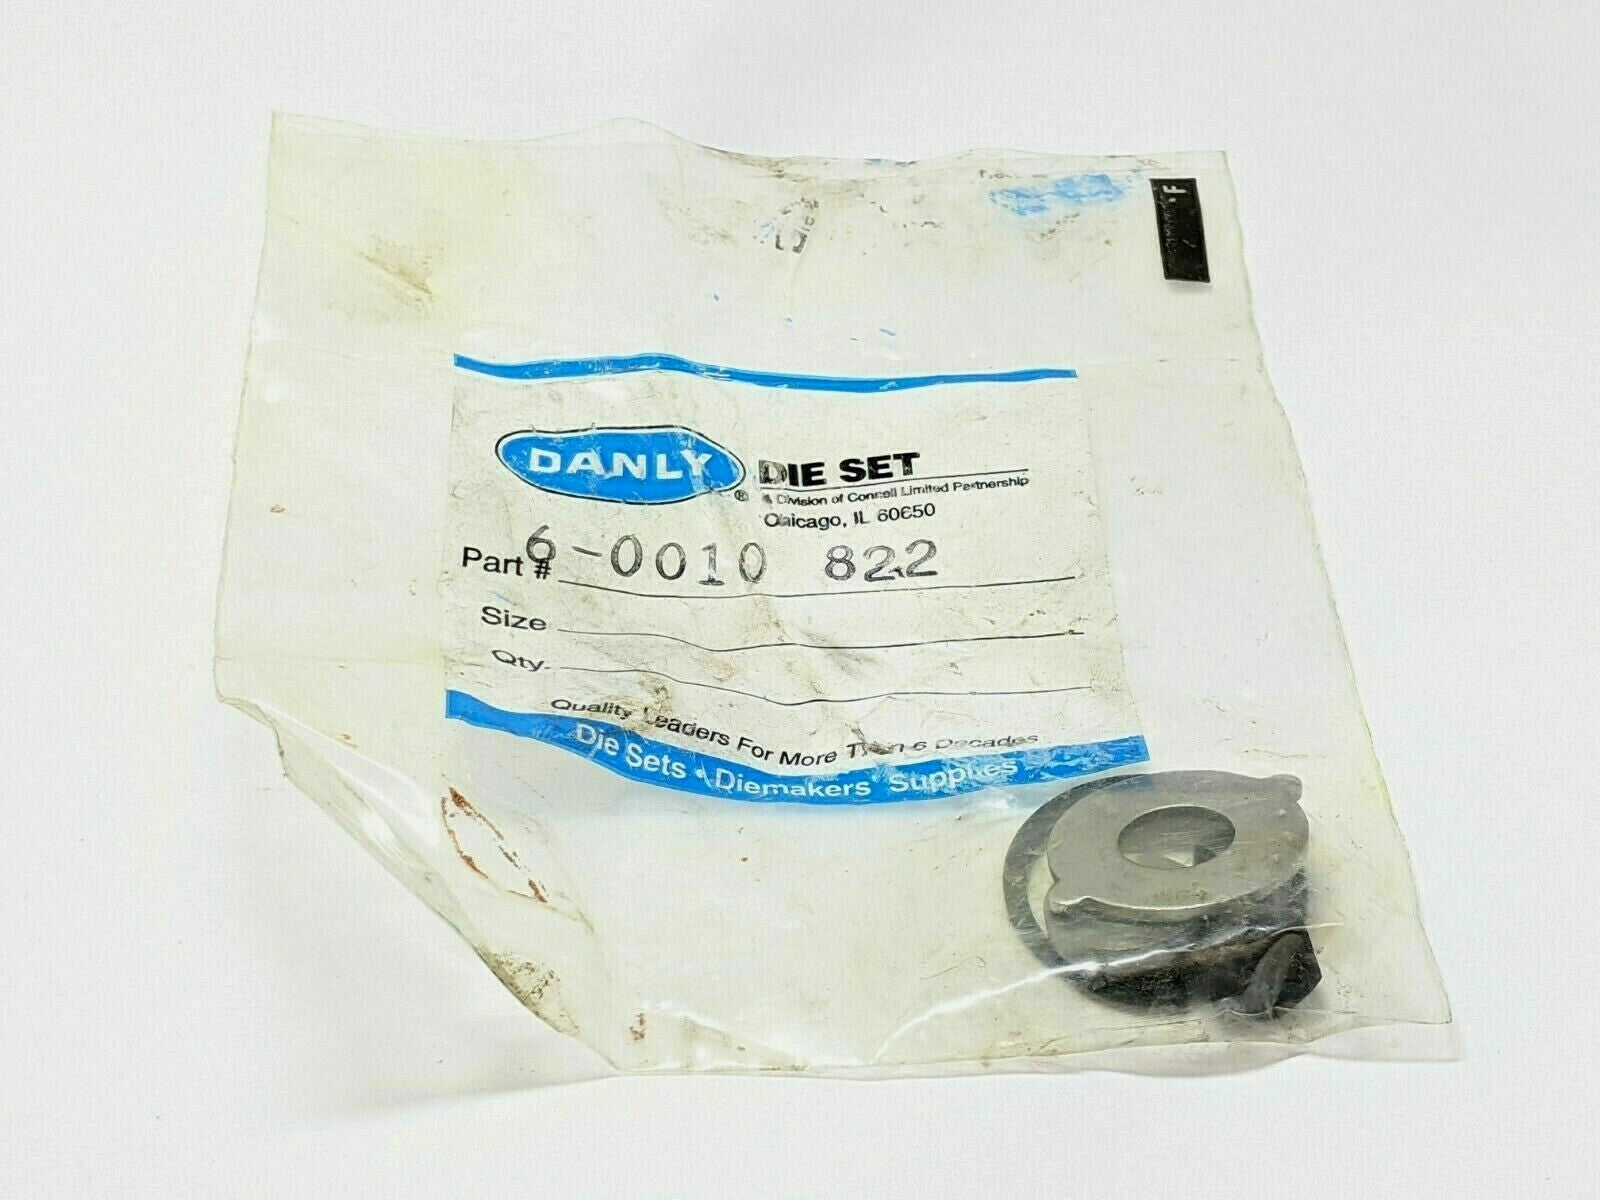 DANLY ® DIE SET
A Division of Connell Limited Partnership
Chicago, IL 60650
Part # 6-0010 822
Size
Qty.
Quality Leaders For More Than 6 Decades
Die Sets • Diemakers' Supplies